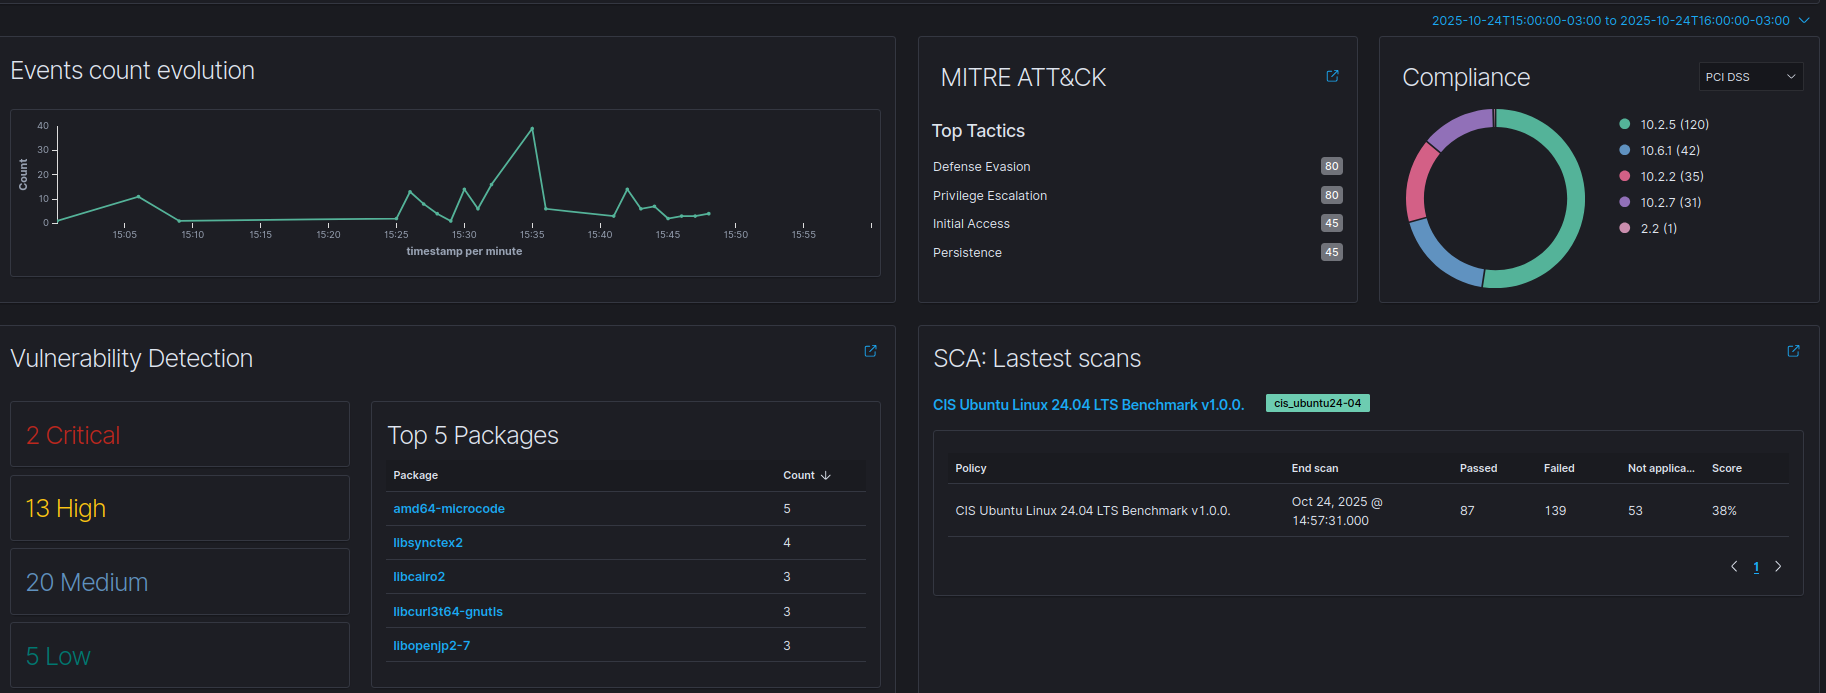 2025-10-24T15:00:00-03:00 to 2025-10-24T16:00:00-03:00
Events count evolution
Count
40
30
20
10
0
15:05
15:10
15:15
15:20
15:25
15:30
15:35
15:40
15:45
15:50
15:55
timestamp per minute
MITRE ATT&CK
Top Tactics
Defense Evasion 80
Privilege Escalation 80
Initial Access 45
Persistence 45
Compliance
PCI DSS
10.2.5 (120)
10.6.1 (42)
10.2.2 (35)
10.2.7 (31)
2.2 (1)
Vulnerability Detection
2 Critical
13 High
20 Medium
5 Low
Top 5 Packages
Package Count
amd64-microcode 5
libsynctex2 4
libcairo2 3
libcurl3t64-gnutls 3
libopenjp2-7 3
SCA: Lastest scans
CIS Ubuntu Linux 24.04 LTS Benchmark v1.0.0. cis_ubuntu24-04
Policy End scan Passed Failed Not applica... Score
CIS Ubuntu Linux 24.04 LTS Benchmark v1.0.0. Oct 24, 2025 @ 14:57:31.000 87 139 53 38%
1